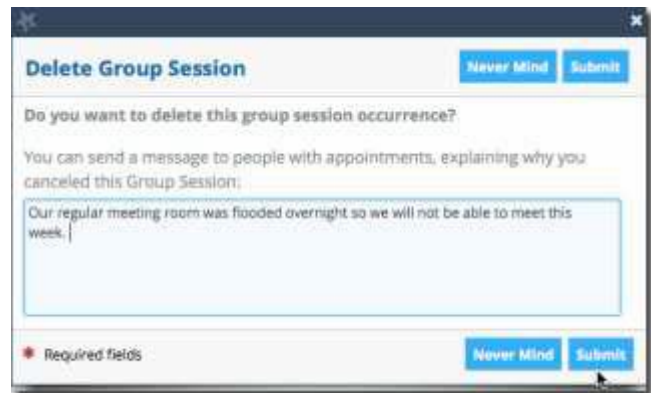 Delete Group Session
Never Mind
Submit
Do you want to delete this group session occurrence?
You can send a message to people with appointments, explaining why you
canceled this Group Session:
Our regular meeting room was flooded overnight so we will not be able to meet this
week.
* Required fields
Never Mind
Submit